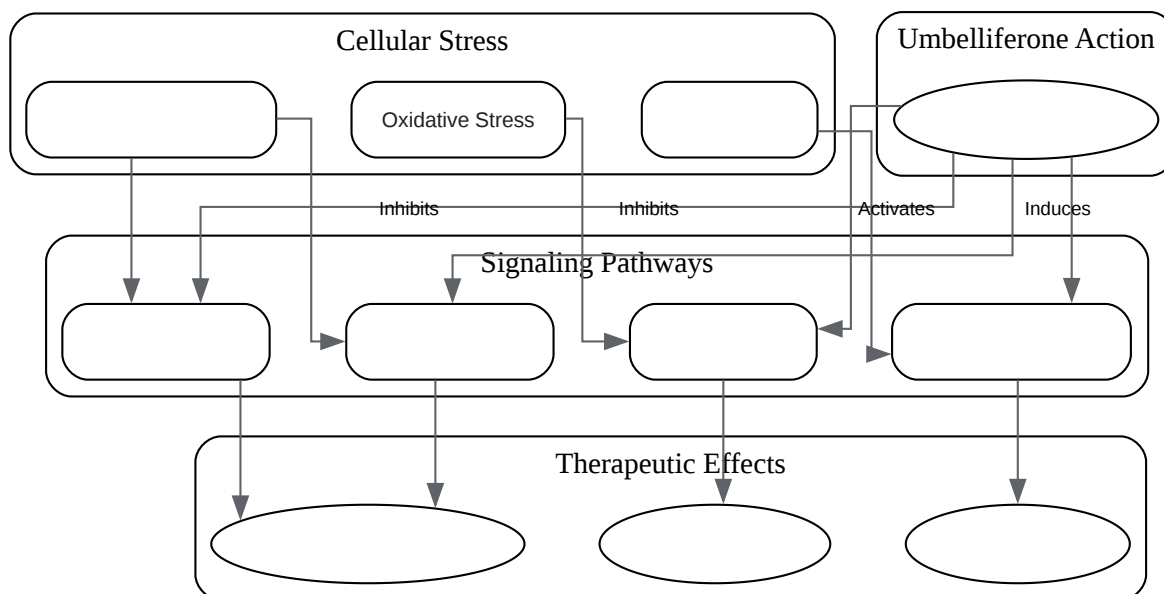 Cellular Stress
Umbelliferone Action
Oxidative Stress
Inhibits
Inhibits
Activates
Induces
Signaling Pathways
Therapeutic Effects